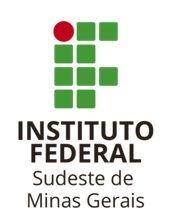 INSTITUTO
FEDERAL
Sudeste de
Minas Gerais